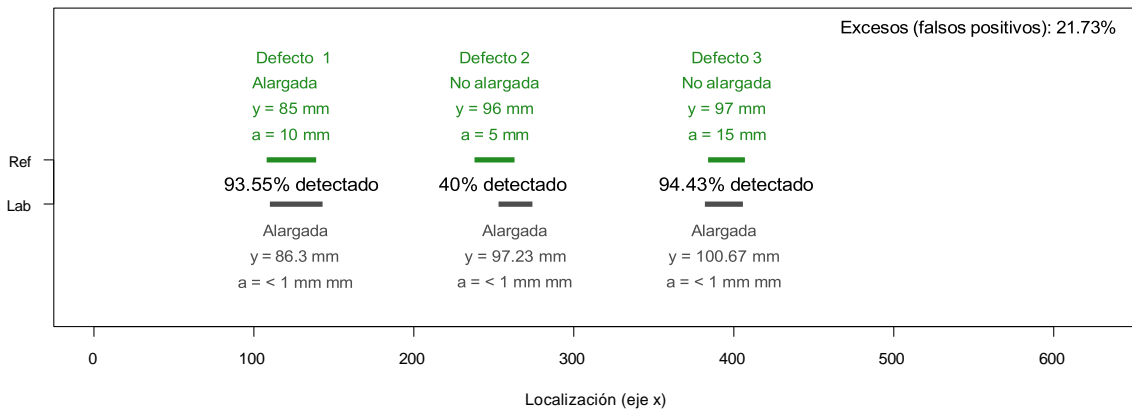 Excesos (falsos positivos): 21.73%
Defecto 1
Alargada
y = 85 mm
a = 10 mm
Defecto 2
No alargada
y = 96 mm
a = 5 mm
Defecto 3
No alargada
y = 97 mm
a = 15 mm
Ref
93.55% detectado
40% detectado
94.43% detectado
Lab
Alargada
y = 86.3 mm
a = < 1 mm mm
Alargada
y = 97.23 mm
a = < 1 mm mm
Alargada
y = 100.67 mm
a = < 1 mm mm
0 100 200 300 400 500 600
Localización (eje x)